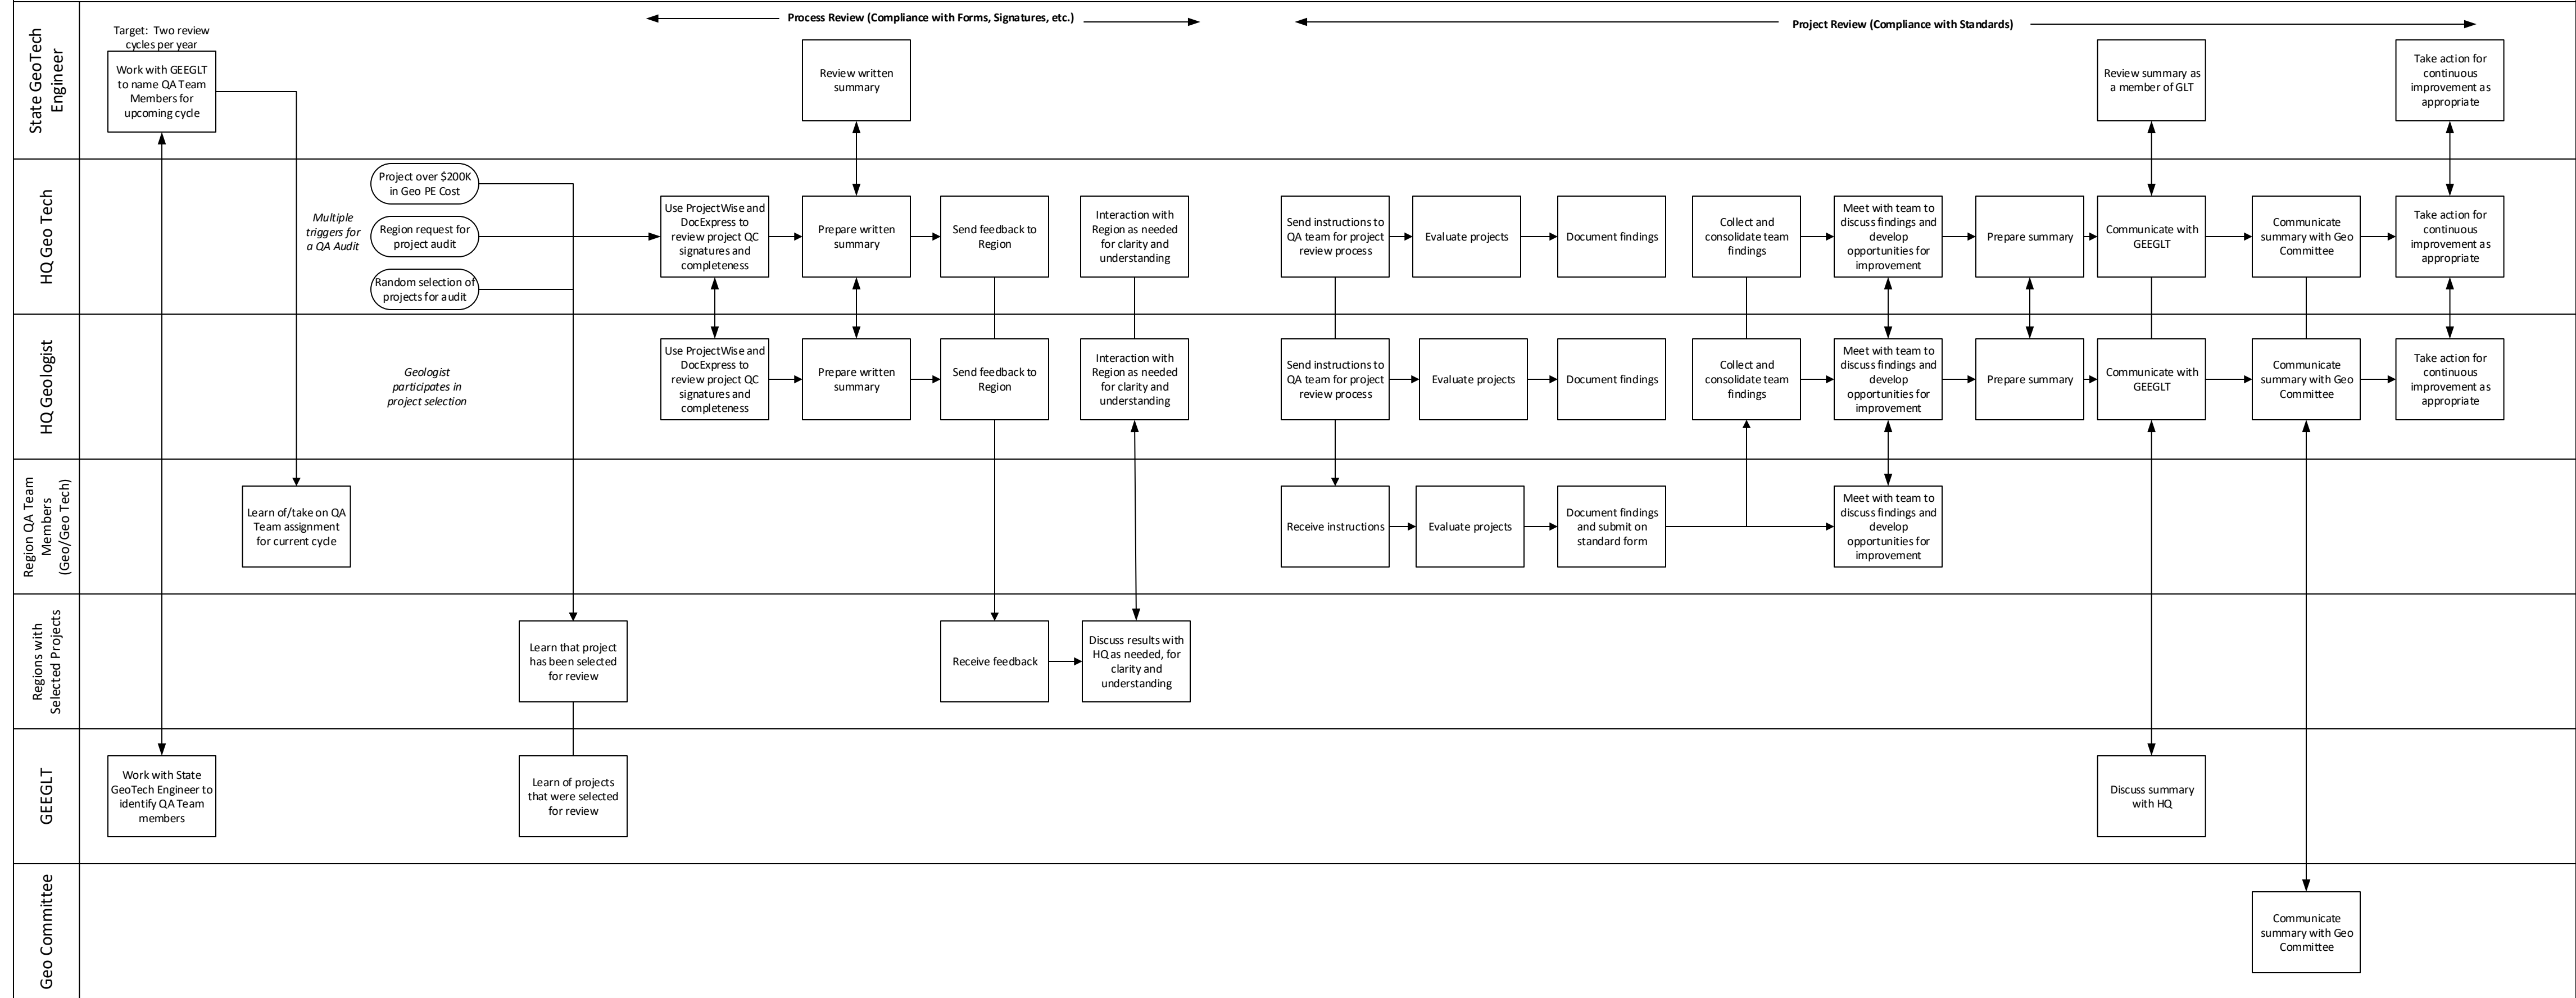 Process Review (Compliance with Forms, Signatures, etc.)
Project Review (Compliance with Standards)
State GeoTech
Engineer
Target:  Two review
cycles per year
Work with GEEGLT
to name QA Team
Members for
upcoming cycle
Review written
summary
Review summary as
a member of GLT
Take action for
continuous
improvement as
appropriate
HQ Geo Tech
Multiple
triggers for
a QA Audit
Project over $200K
in Geo PE Cost
Region request for
project audit
Random selection of
projects for audit
Use ProjectWise and
DocExpress to
review project QC
signatures and
completeness
Prepare written
summary
Send feedback to
Region
Interaction with
Region as needed
for clarity and
understanding
Send instructions to
QA team for project
review process
Evaluate projects
Document findings
Collect and
consolidate team
findings
Meet with team to
discuss findings and
develop
opportunities for
improvement
Prepare summary
Communicate with
GEEGLT
Communicate
summary with Geo
Committee
Take action for
continuous
improvement as
appropriate
HQ Geologist
Geologist
participates in
project selection
Use ProjectWise and
DocExpress to
review project QC
signatures and
completeness
Prepare written
summary
Send feedback to
Region
Interaction with
Region as needed
for clarity and
understanding
Send instructions to
QA team for project
review process
Evaluate projects
Document findings
Collect and
consolidate team
findings
Meet with team to
discuss findings and
develop
opportunities for
improvement
Prepare summary
Communicate with
GEEGLT
Communicate
summary with Geo
Committee
Take action for
continuous
improvement as
appropriate
Region QA Team
Members
(Geo/Geo Tech)
Learn of/take on QA
Team assignment
for current cycle
Receive instructions
Evaluate projects
Document findings
and submit on
standard form
Meet with team to
discuss findings and
develop
opportunities for
improvement
Regions with
Selected Projects
Learn that project
has been selected
for review
Receive feedback
Discuss results with
HQ as needed, for
clarity and
understanding
GEEGLT
Work with State
GeoTech Engineer to
identify QA Team
members
Learn of projects
that were selected
for review
Discuss summary
with HQ
Geo Committee
Communicate
summary with Geo
Committee